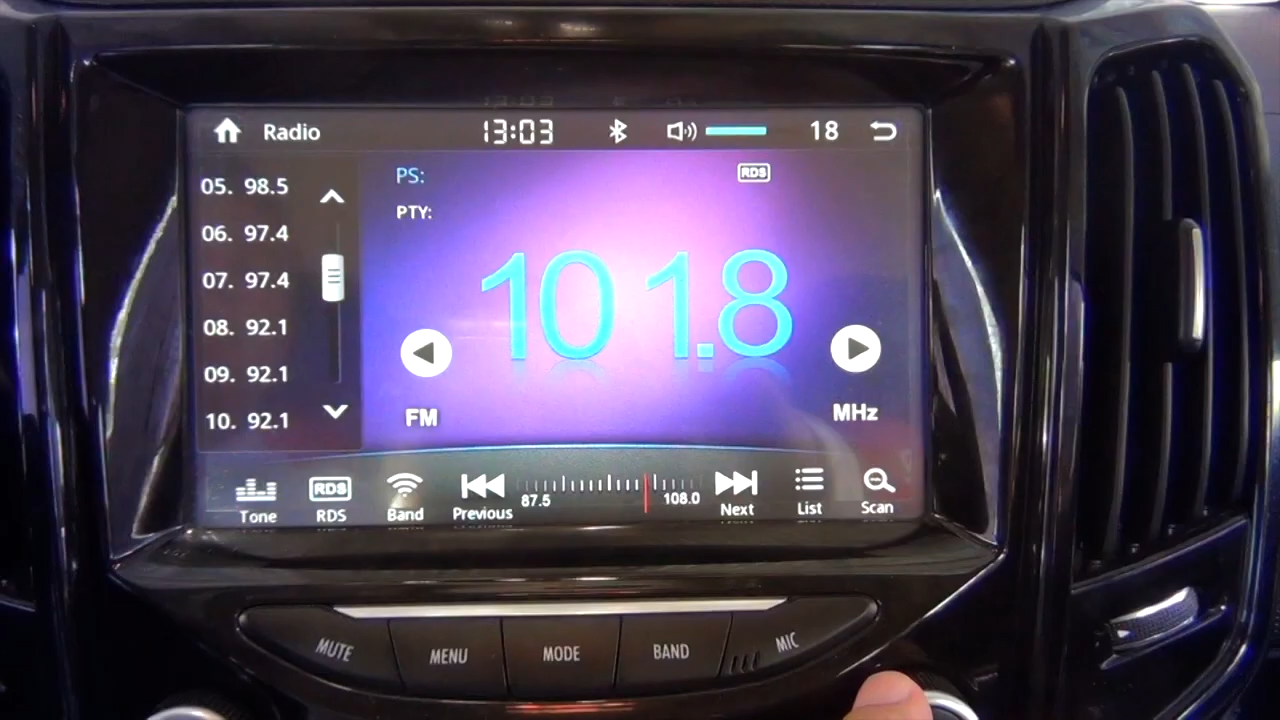 Radio 13:03 18
05. 98.5
06. 97.4
07. 97.4
08. 92.1
09. 92.1
10. 92.1
PS:
RDS
PTY:
101.8
FM
MHz
87.5 108.0
Tone RDS Band Previous Next List Scan
MUTE MENU MODE BAND MIC